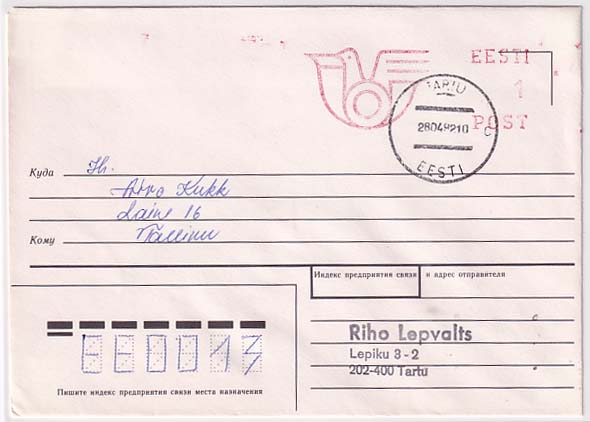 EESTI
1
POST
TARTU
28049210 C
EESTI
Куда Hr.
Arvo Kukk
Laine 16
Кому Tallinn
Индекс предприятия связи и адрес отправителя
Riho Lepvalts
Lepiku 3-2
202-400 Tartu
Пишите индекс предприятия связи места назначения